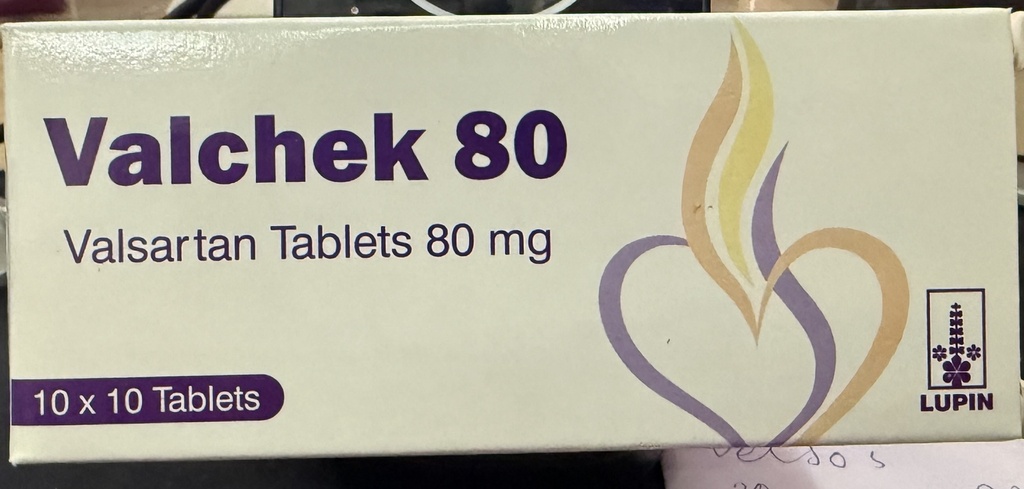 Valchek 80
Valsartan Tablets 80 mg
10 x 10 Tablets
LUPIN